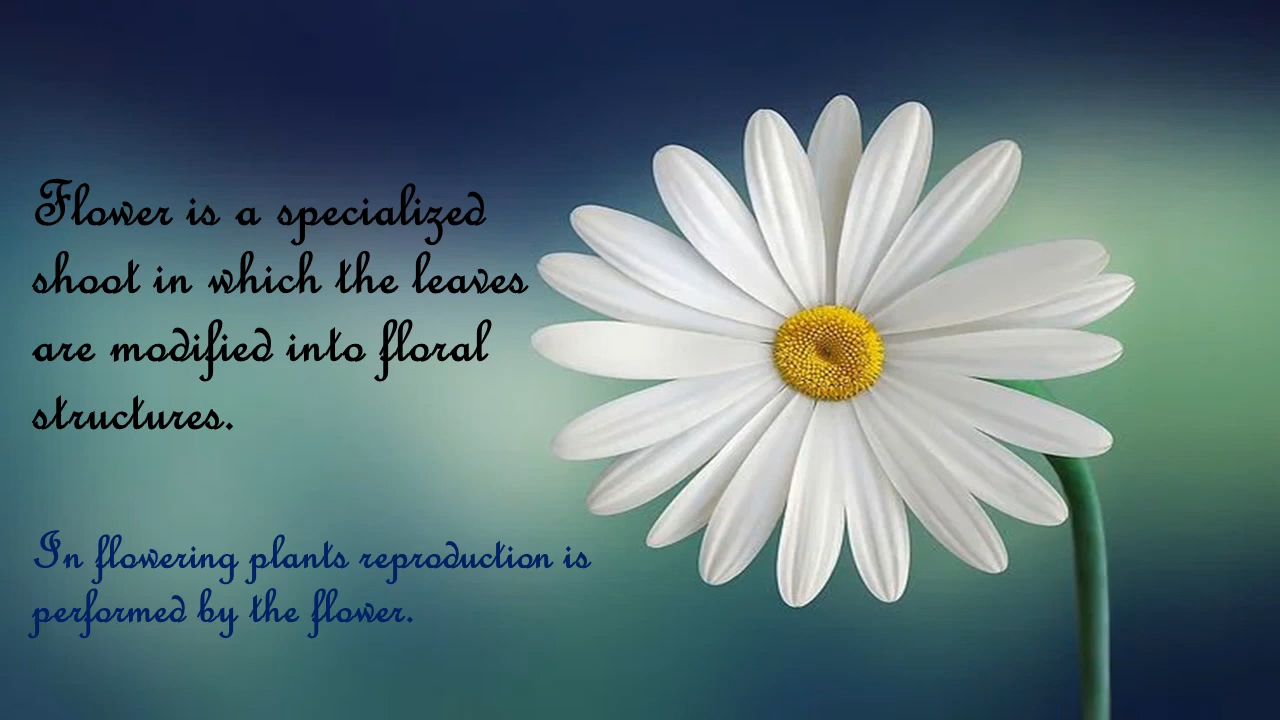 Flower is a specialized
shoot in which the leaves
are modified into floral
structures.
In flowering plants reproduction is
performed by the flower.